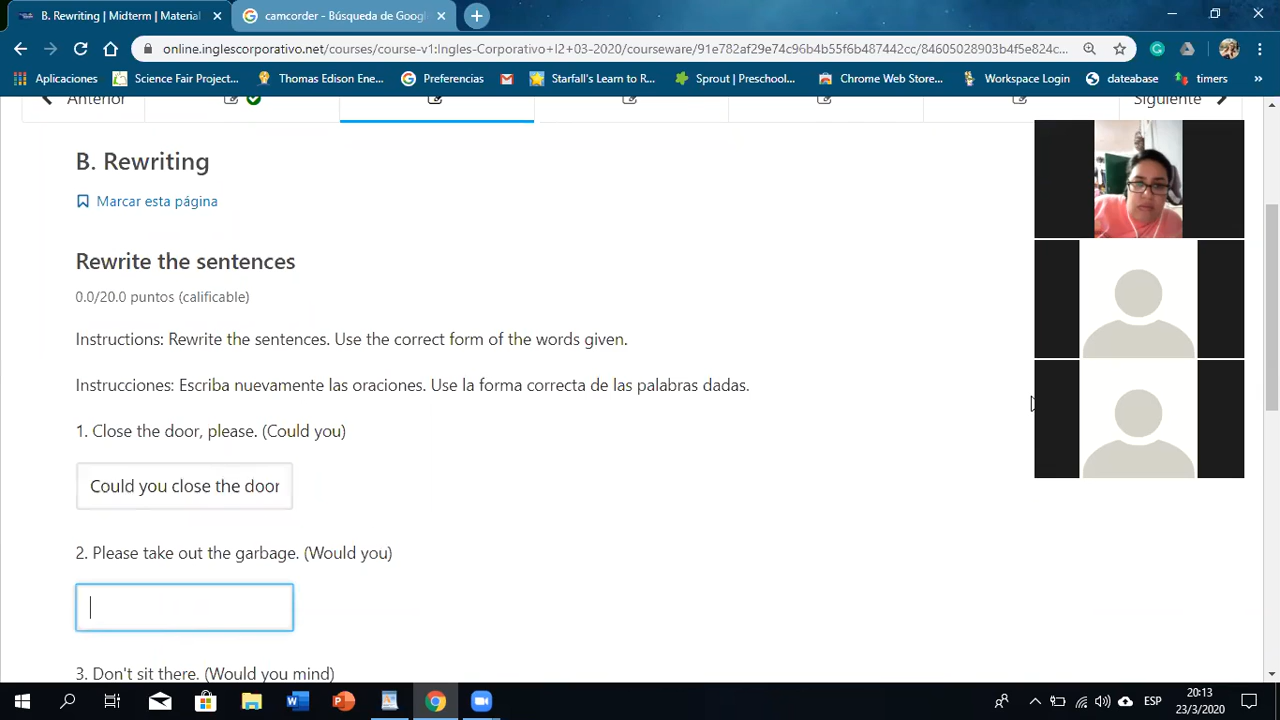 B. Rewriting | Midterm | Material
camcorder - Búsqueda de Googl
online.inglescorporativo.net/courses/course-v1:Ingles-Corporativo+I2+03-2020/courseware/91e782af29e74c96b4b55f6b487442cc/84605028903b4f5e824c...
Aplicaciones Science Fair Project... Thomas Edison Ene... Preferencias Starfall's Learn to R... Sprout | Preschool... Chrome Web Store... Workspace Login dateabase timers »
Anterior Siguiente
B. Rewriting
Marcar esta página
Rewrite the sentences
0.0/20.0 puntos (calificable)
Instructions: Rewrite the sentences. Use the correct form of the words given.
Instrucciones: Escriba nuevamente las oraciones. Use la forma correcta de las palabras dadas.
1. Close the door, please. (Could you)
Could you close the door
2. Please take out the garbage. (Would you)
3. Don't sit there. (Would you mind)
ESP
20:13
23/3/2020